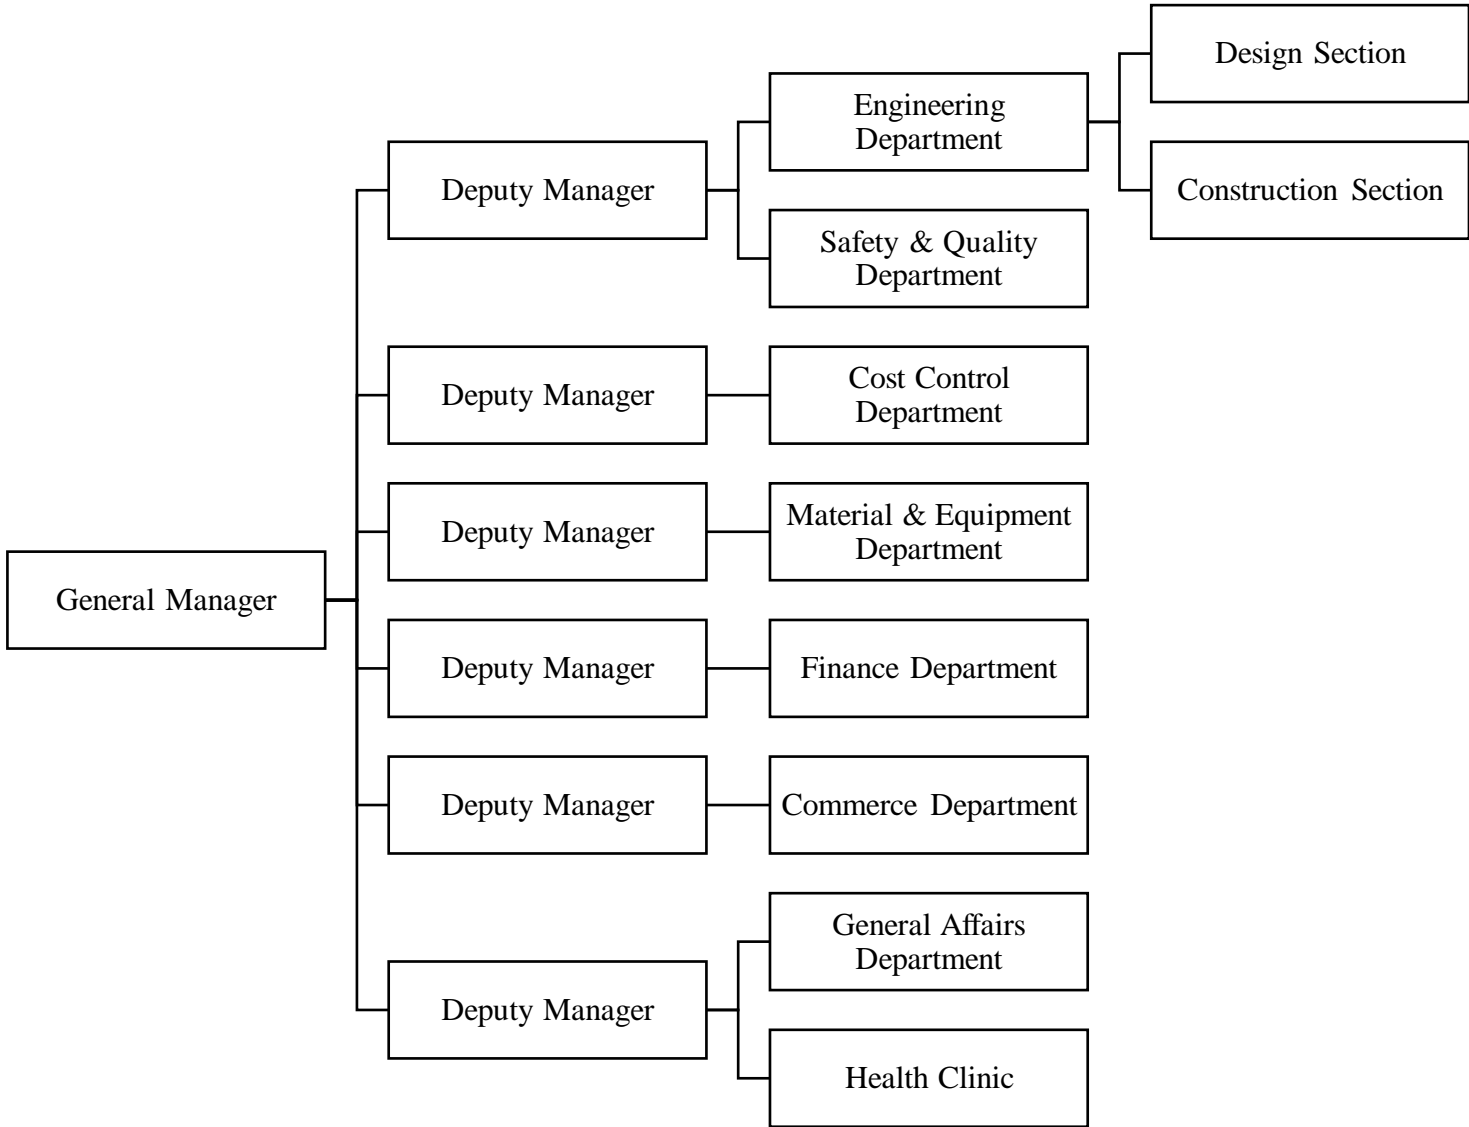 Design Section
Engineering
Department
Deputy Manager
Construction Section
Safety & Quality
Department
Deputy Manager
Cost Control
Department
Deputy Manager
Material & Equipment
Department
General Manager
Deputy Manager
Finance Department
Deputy Manager
Commerce Department
General Affairs
Department
Deputy Manager
Health Clinic